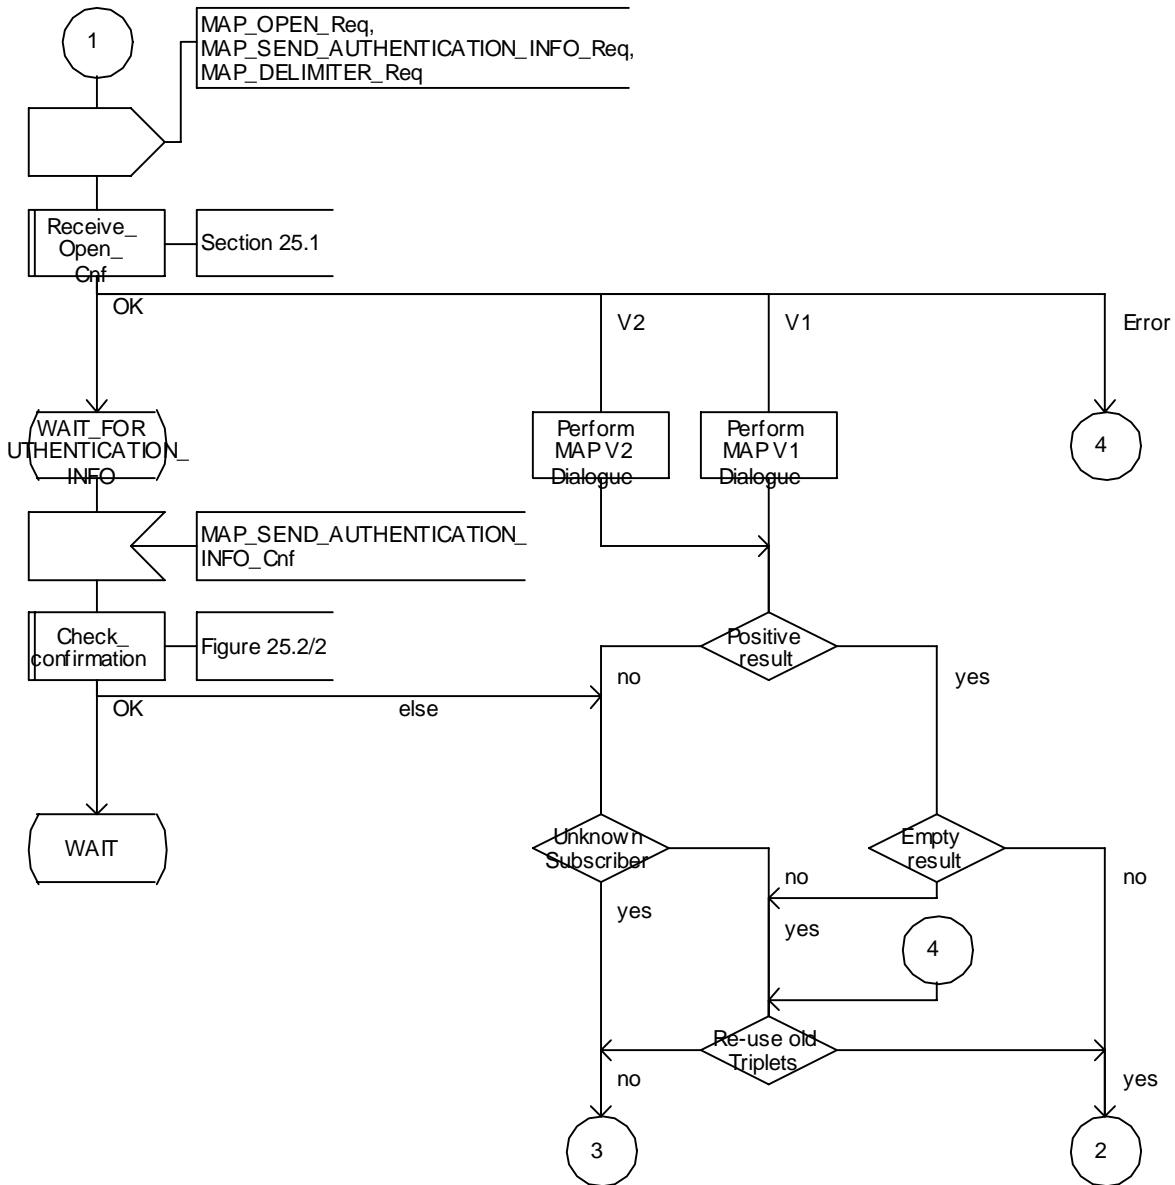 1
MAP_OPEN_Req,
MAP_SEND_AUTHENTICATION_INFO_Req,
MAP_DELIMITER_Req
Receive_
Open_
Cnf
Section 25.1
OK
V2
V1
Error
WAIT_FOR
UTHENTICATION_
INFO
Perform
MAP V2
Dialogue
Perform
MAP V1
Dialogue
4
MAP_SEND_AUTHENTICATION_
INFO_Cnf
Check_
confirmation
Figure 25.2/2
Positive
result
no
yes
OK
else
WAIT
Unknown
Subscriber
Empty
result
no
no
yes
yes
4
Re-use old
Triplets
no
yes
3
2